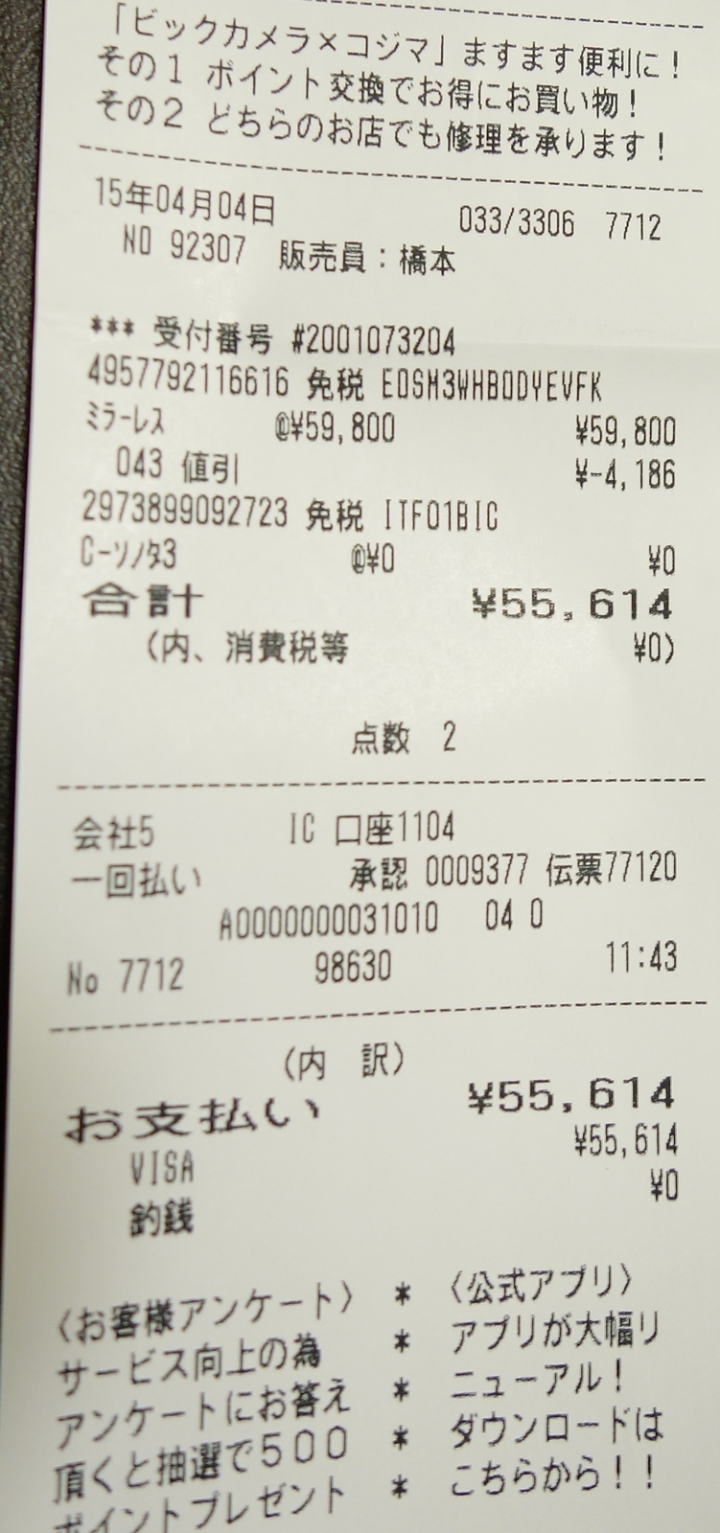 「ビックカメラ×コジマ」ますます便利に！
その１ ポイント交換でお得にお買い物！
その２ どちらのお店でも修理を承ります！
15年04月04日 033/3306 7712
NO 92307 販売員：橋本
*** 受付番号 #2001073204
4957792116616 免税 EOSM3WHBODYEVFK
ﾐﾗｰﾚｽ @¥59,800 ¥59,800
043 値引 ¥-4,186
2973899092723 免税 ITF01BIC
C-ｿﾉﾀ3 @¥0 ¥0
合計 ¥55,614
（内、消費税等 ¥0）
点数 2
会社5 IC 口座1104
一回払い 承認 0009377 伝票77120
A0000000031010 04 0
No 7712 98630 11:43
（内 訳）
お支払い ¥55,614
VISA ¥55,614
釣銭 ¥0
〈お客様アンケート〉 * 〈公式アプリ〉
サービス向上の為 * アプリが大幅リ
アンケートにお答え * ニューアル！
頂くと抽選で５００ * ダウンロードは
ポイントプレゼント * こちらから！！